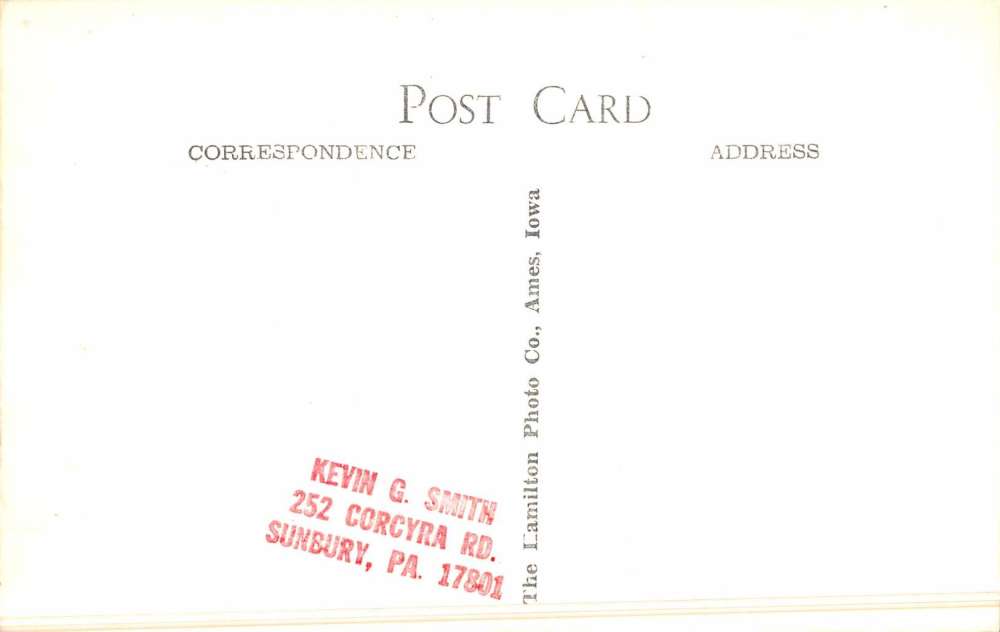 POST CARD
CORRESPONDENCE
ADDRESS
The Hamilton Photo Co., Ames, Iowa
KEVIN G. SMITH
252 CORCYRA RD.
SUNBURY, PA. 17801